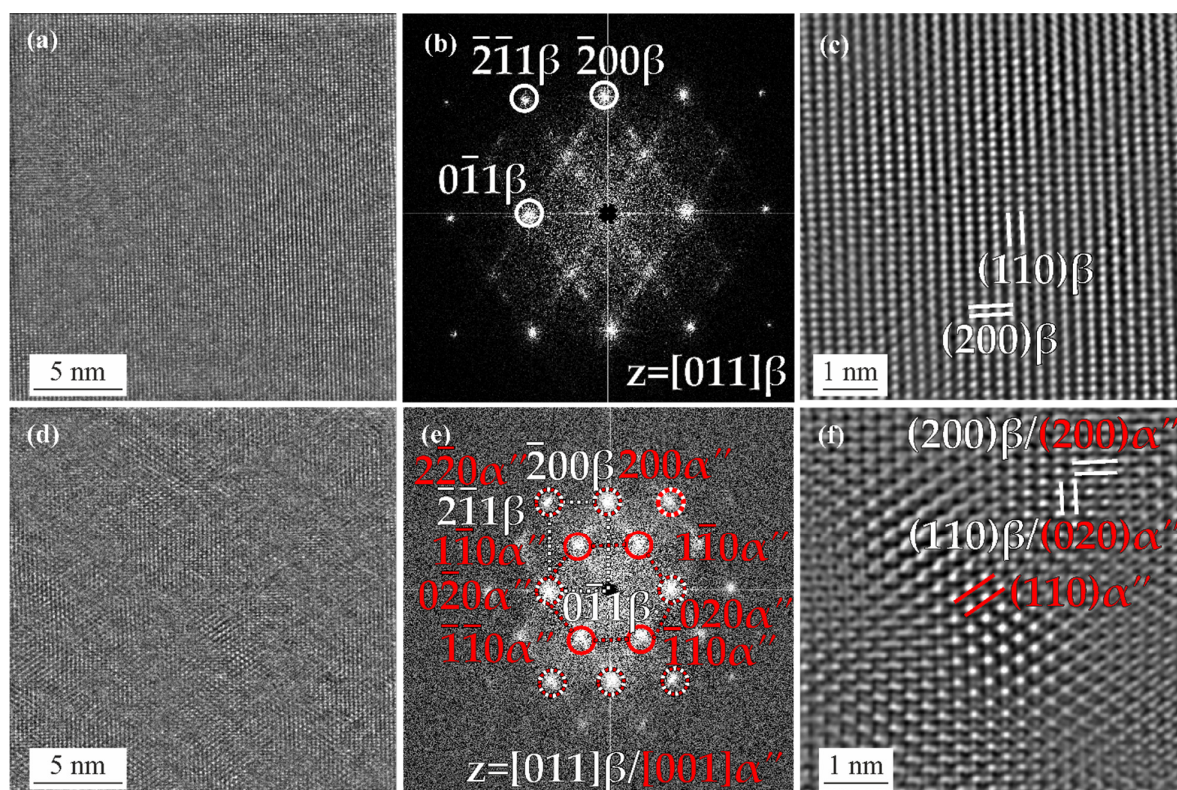 (a)
5 nm
(b)
2̄1̄1β 2̄00β
01̄1β
z=[011]β
(c)
(110)β
(200)β
1 nm
(d)
5 nm
(e)
22̄0α″ 2̄00β 200α″
2̄1̄1β
11̄0α″ 11̄0α″
02̄0α″ 01̄1β 020α″
1̄1̄0α″ 1̄10α″
z=[011]β/[001]α″
(f)
(200)β/(200)α″
(110)β/(020)α″
(110)α″
1 nm